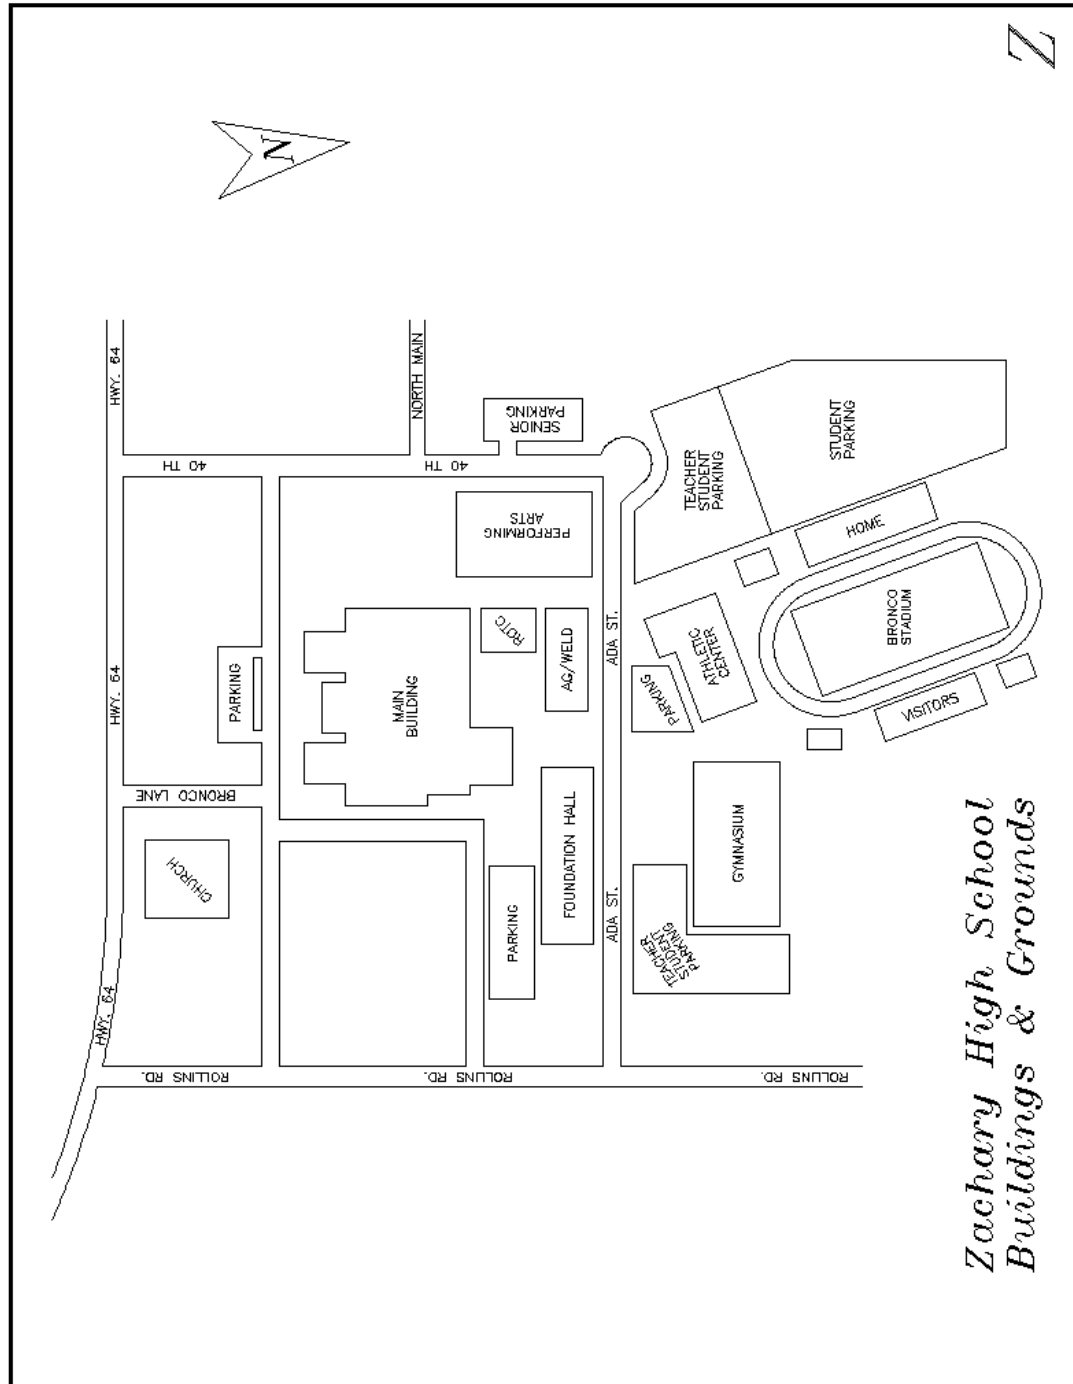 Z
N
HWY. 64
NORTH MAIN
SENIOR
PARKING
40 TH
40 TH
TEACHER
STUDENT
PARKING
STUDENT
PARKING
PERFORMING
ARTS
HOME
ROTC
AG/WELD
ADA ST.
ATHLETIC
CENTER
BRONCO
STADIUM
HWY. 64
PARKING
MAIN
BUILDING
PARKING
VISITORS
BRONCO LANE
CHURCH
FOUNDATION HALL
GYMNASIUM
PARKING
ADA ST.
TEACHER
STUDENT
PARKING
HWY. 64
ROLLINS RD.
ROLLINS RD.
ROLLINS RD.
Zachary High School
Buildings & Grounds